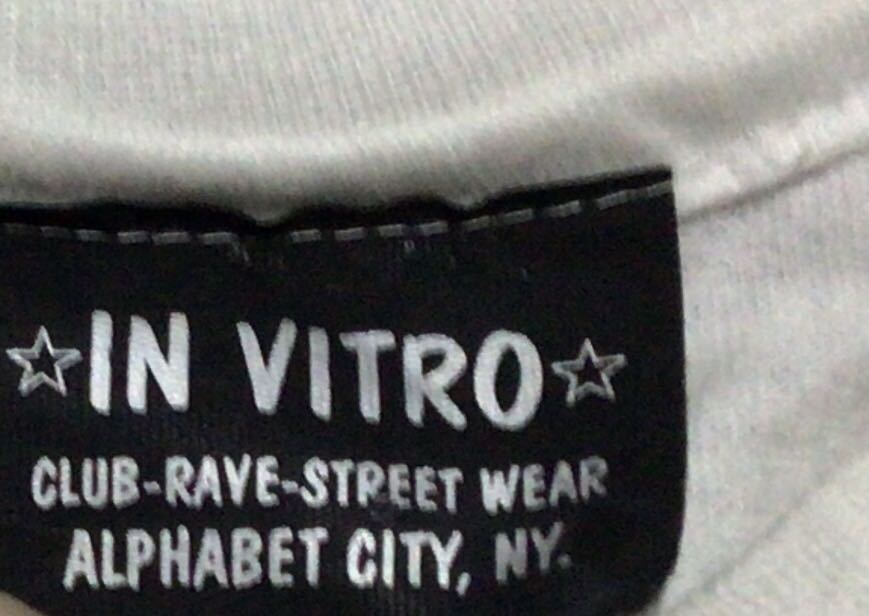 ☆IN VITRO☆
CLUB-RAVE-STREET WEAR
ALPHABET CITY, NY.